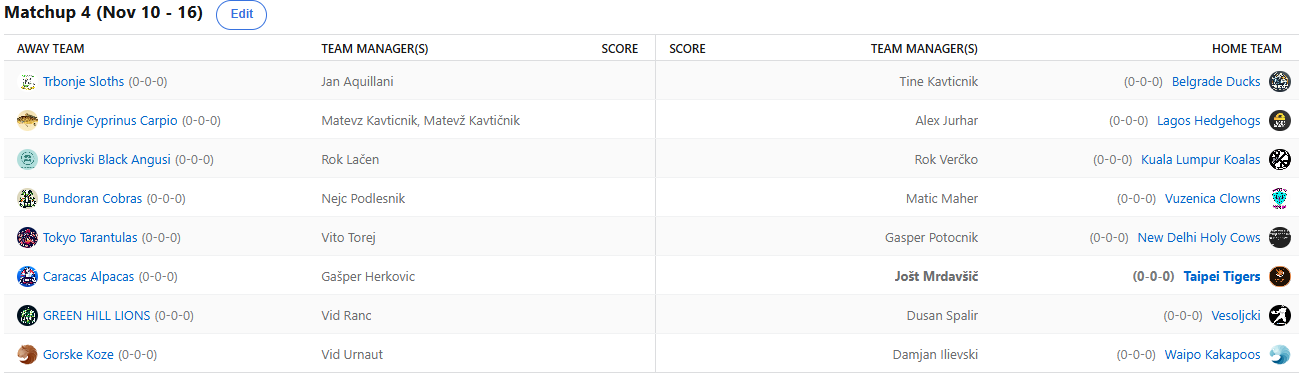 Matchup 4 (Nov 10 - 16) Edit
AWAY TEAM TEAM MANAGER(S) SCORE SCORE TEAM MANAGER(S) HOME TEAM
Trbonje Sloths (0-0-0) Jan Aquillani Tine Kavticnik (0-0-0) Belgrade Ducks
Brdinje Cyprinus Carpio (0-0-0) Matevz Kavticnik, Matevž Kavtičnik Alex Jurhar (0-0-0) Lagos Hedgehogs
Koprivski Black Angusi (0-0-0) Rok Lačen Rok Verčko (0-0-0) Kuala Lumpur Koalas
Bundoran Cobras (0-0-0) Nejc Podlesnik Matic Maher (0-0-0) Vuzenica Clowns
Tokyo Tarantulas (0-0-0) Vito Torej Gasper Potocnik (0-0-0) New Delhi Holy Cows
Caracas Alpacas (0-0-0) Gašper Herkovic Jošt Mrdavšič (0-0-0) Taipei Tigers
GREEN HILL LIONS (0-0-0) Vid Ranc Dusan Spalir (0-0-0) Vesoljcki
Gorske Koze (0-0-0) Vid Urnaut Damjan Ilievski (0-0-0) Waipo Kakapoos